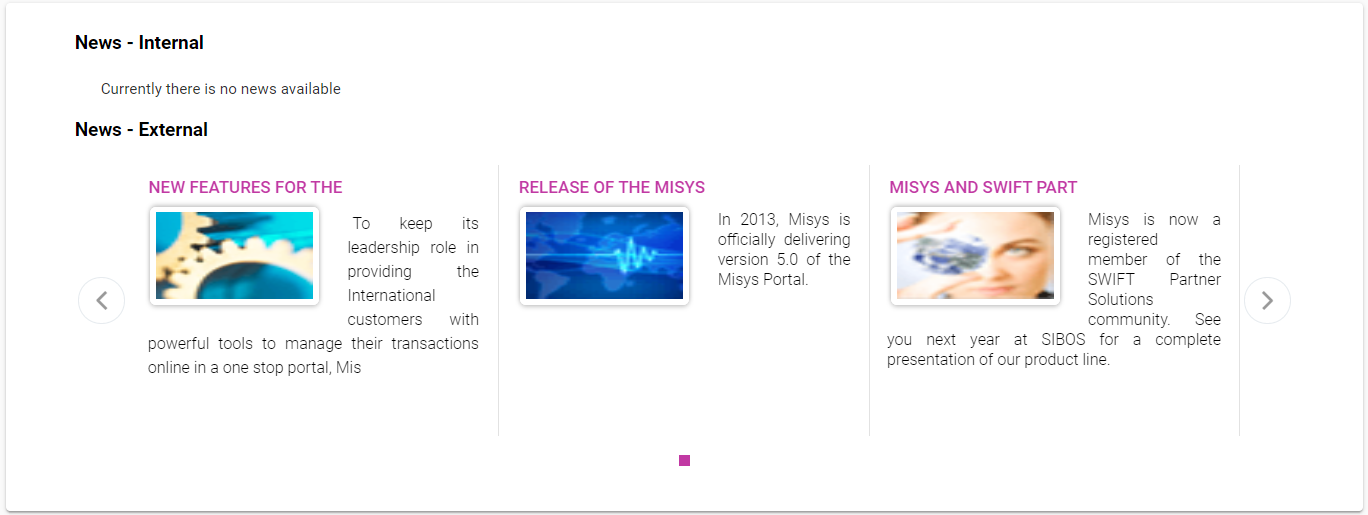 News - Internal
Currently there is no news available
News - External
NEW FEATURES FOR THE
To keep its
leadership role in
providing the
International
customers with
powerful tools to manage their transactions
online in a one stop portal, Mis
RELEASE OF THE MISYS
In 2013, Misys is
officially delivering
version 5.0 of the
Misys Portal.
MISYS AND SWIFT PART
Misys is now a
registered
member of the
SWIFT Partner
Solutions
community. See
you next year at SIBOS for a complete
presentation of our product line.